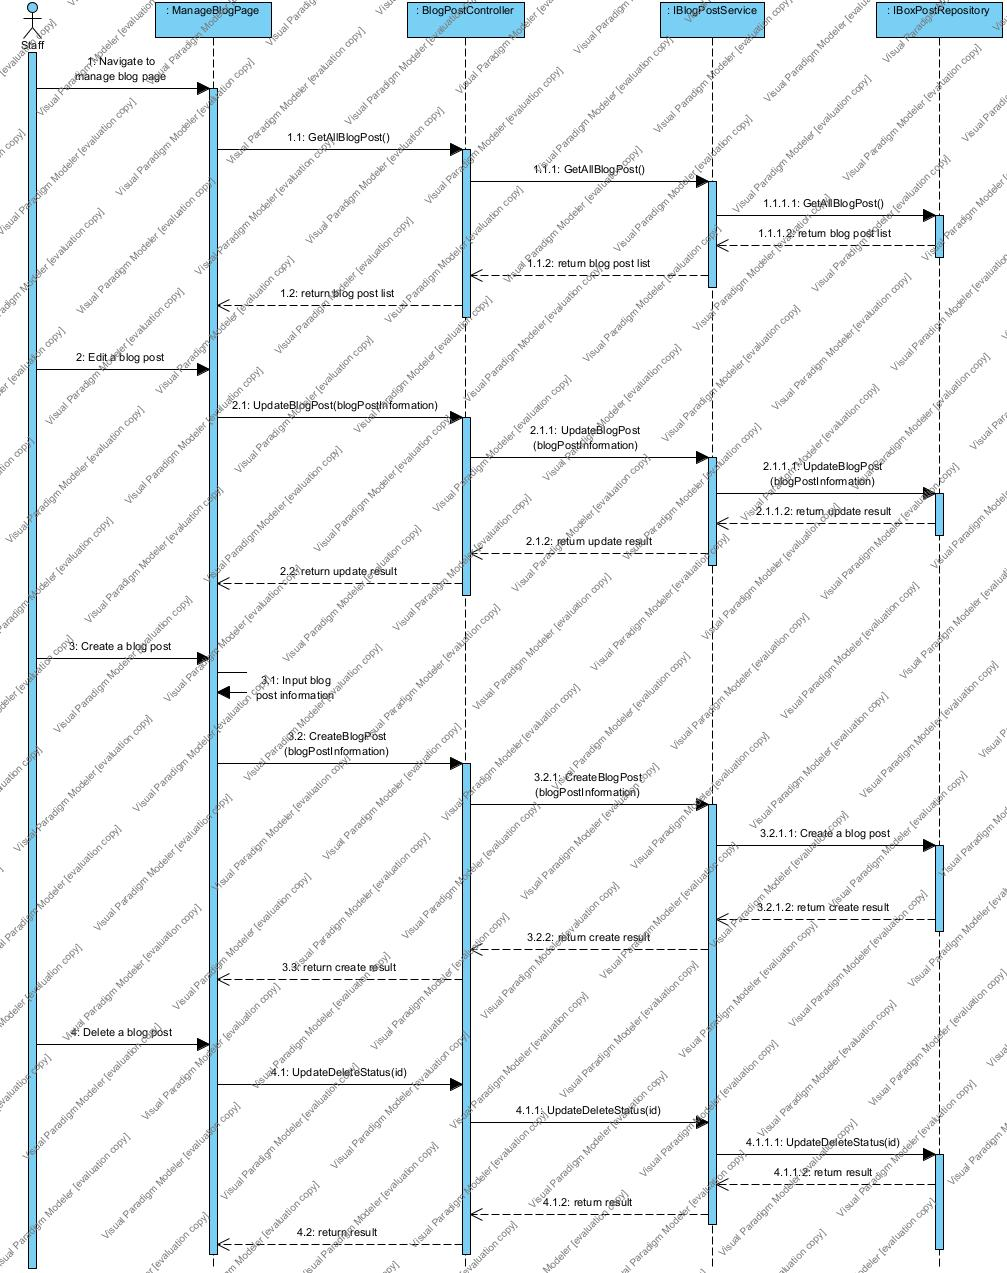 : ManageBlogPage
: BlogPostController
: IBlogPostService
: IBoxPostRepository
Staff
1: Navigate to
manage blog page
1.1: GetAllBlogPost()
1.1.1: GetAllBlogPost()
1.1.1.1: GetAllBlogPost()
1.1.1.2: return blog post list
1.1.2: return blog post list
1.2: return blog post list
2: Edit a blog post
2.1: UpdateBlogPost(blogPostInformation)
2.1.1: UpdateBlogPost
(blogPostInformation)
2.1.1.1: UpdateBlogPost
(blogPostInformation)
2.1.1.2: return update result
2.1.2: return update result
2.2: return update result
3: Create a blog post
3.1: Input blog
post information
3.2: CreateBlogPost
(blogPostInformation)
3.2.1: CreateBlogPost
(blogPostInformation)
3.2.1.1: Create a blog post
3.2.1.2: return create result
3.2.2: return create result
3.3: return create result
4: Delete a blog post
4.1: UpdateDeleteStatus(id)
4.1.1: UpdateDeleteStatus(id)
4.1.1.1: UpdateDeleteStatus(id)
4.1.1.2: return result
4.1.2: return result
4.2: return result
Visual Paradigm Modeler [evaluation copy]